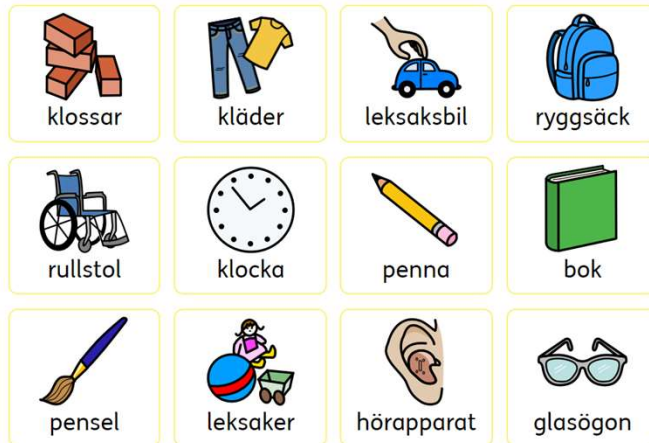 klossar
kläder
leksaksbil
ryggsäck
rullstol
klocka
penna
bok
pensel
leksaker
hörapparat
glasögon